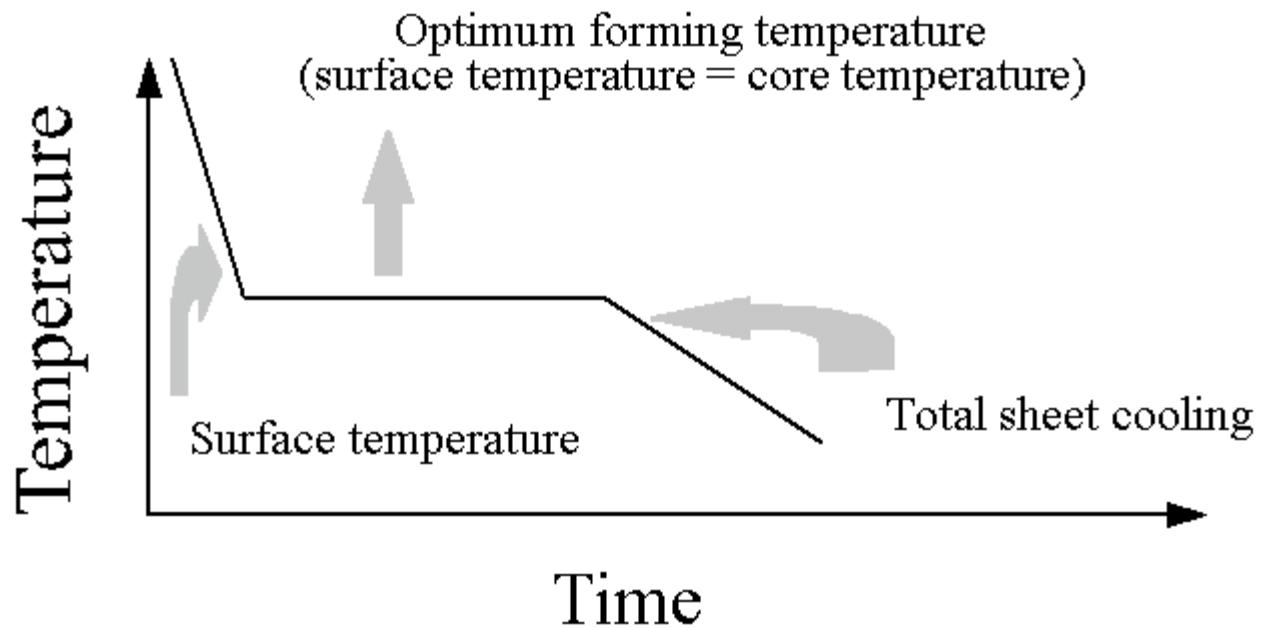 Optimum forming temperature
(surface temperature = core temperature)
Temperature
Surface temperature
Total sheet cooling
Time